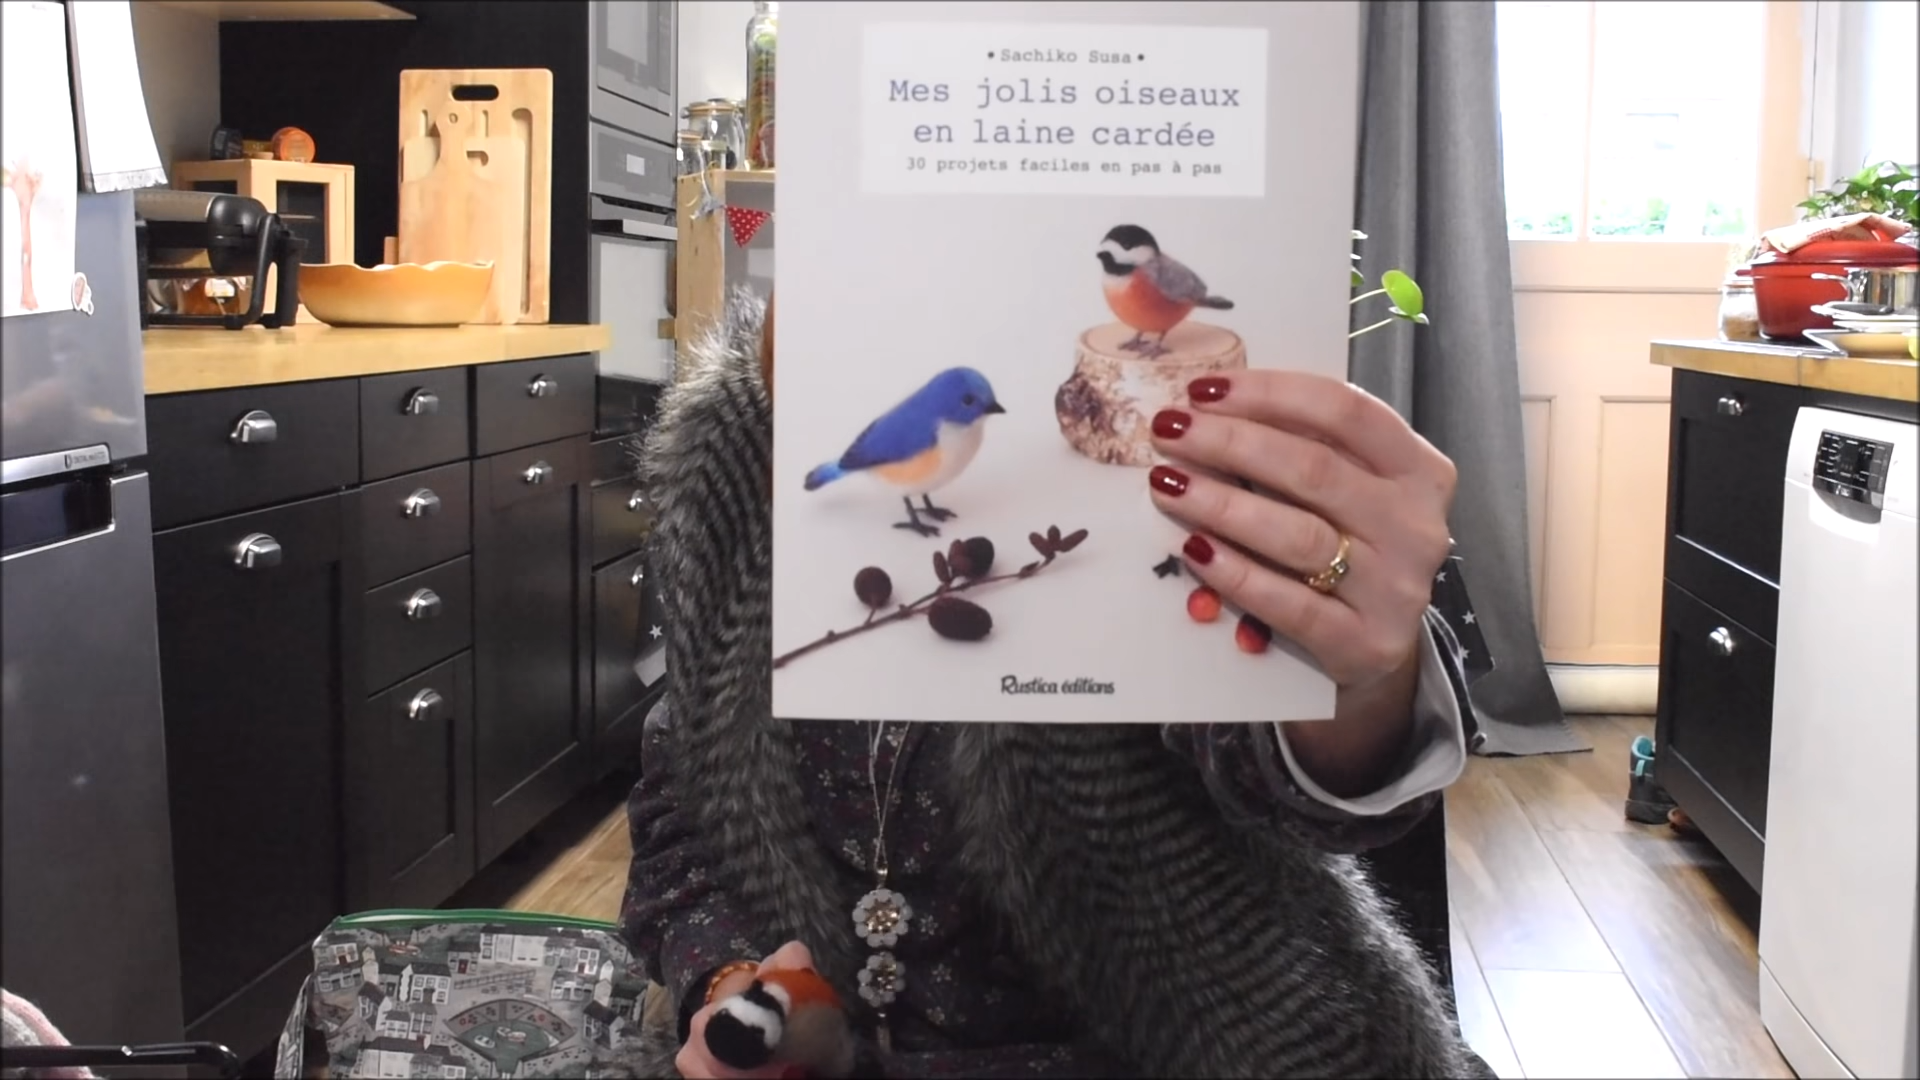 • Sachiko Susa •
Mes jolis oiseaux
en laine cardée
30 projets faciles en pas à pas
Rustica éditions